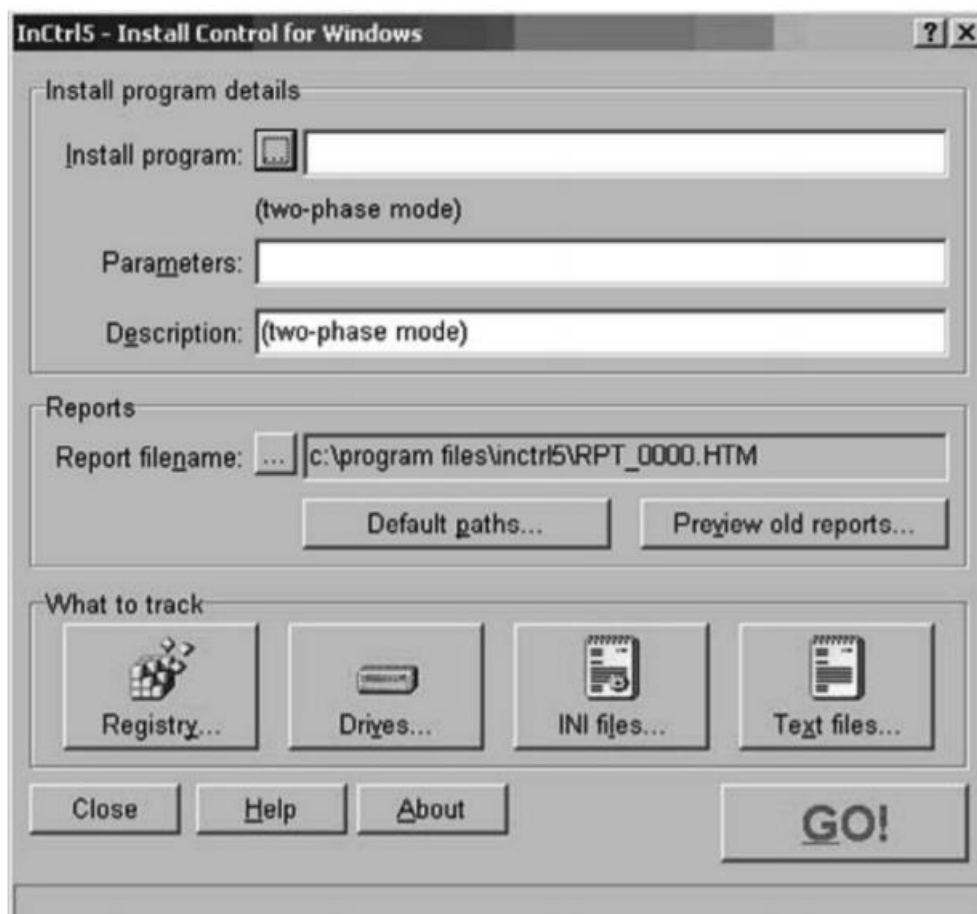 InCtrl5 - Install Control for Windows ? X
Install program details
Install program: ...
(two-phase mode)
Parameters:
Description: (two-phase mode)
Reports
Report filename: ... c:\program files\inctrl5\RPT_0000.HTM
Default paths... Preview old reports...
What to track
Registry... Drives... INI files... Text files...
Close Help About GO!